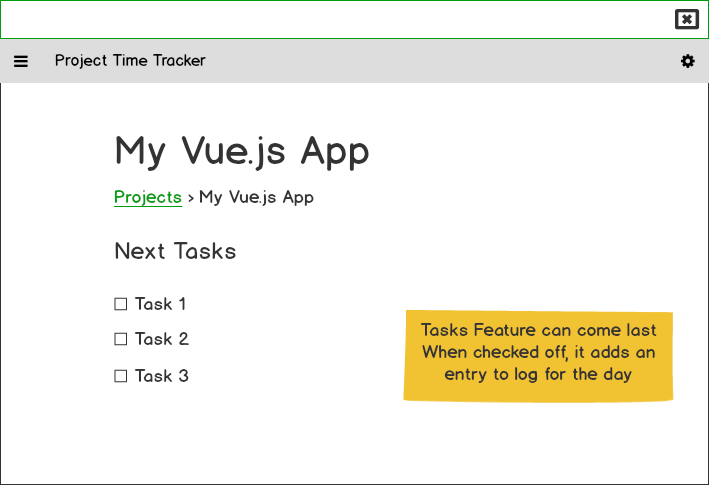 Project Time Tracker
My Vue.js App
Projects > My Vue.js App
Next Tasks
Task 1
Task 2
Task 3
Tasks Feature can come last
When checked off, it adds an
entry to log for the day